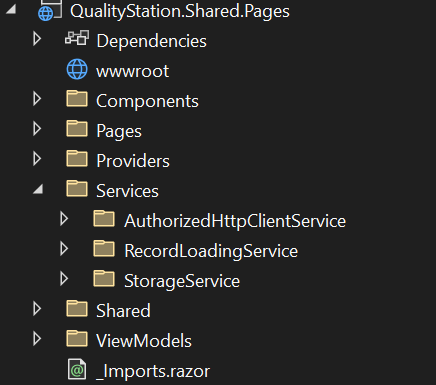 QualityStation.Shared.Pages
Dependencies
wwwroot
Components
Pages
Providers
Services
AuthorizedHttpClientService
RecordLoadingService
StorageService
Shared
ViewModels
_Imports.razor